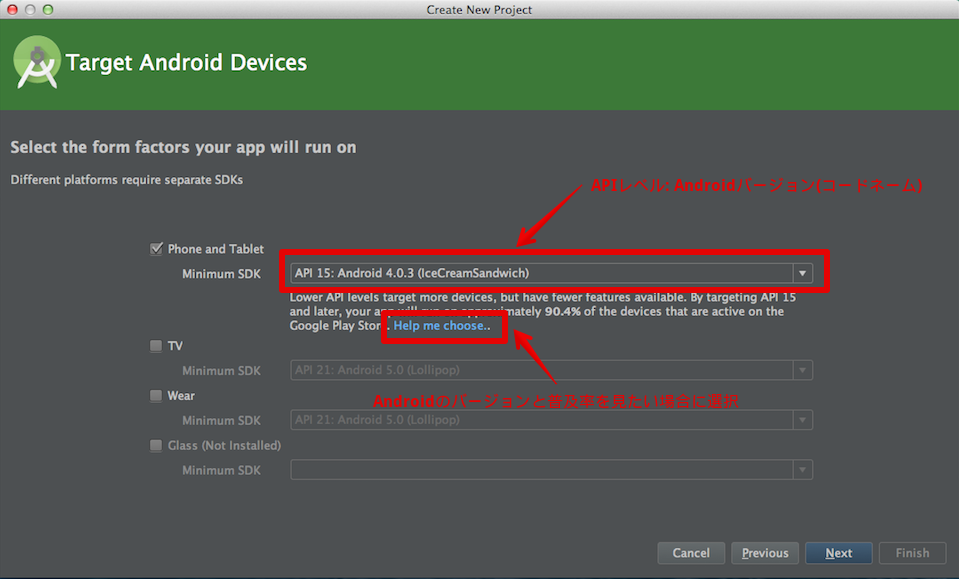 Create New Project
Target Android Devices
Select the form factors your app will run on
Different platforms require separate SDKs
APIレベル: Androidバージョン(コードネーム)
Phone and Tablet
Minimum SDK
API 15: Android 4.0.3 (IceCreamSandwich)
Lower API levels target more devices, but have fewer features available. By targeting API 15
and later, your app will run on approximately 90.4% of the devices that are active on the
Google Play Store. Help me choose..
TV
Minimum SDK
API 21: Android 5.0 (Lollipop)
Wear
Androidのバージョンと普及率を見たい場合に選択
Minimum SDK
API 21: Android 5.0 (Lollipop)
Glass (Not Installed)
Minimum SDK
Cancel
Previous
Next
Finish